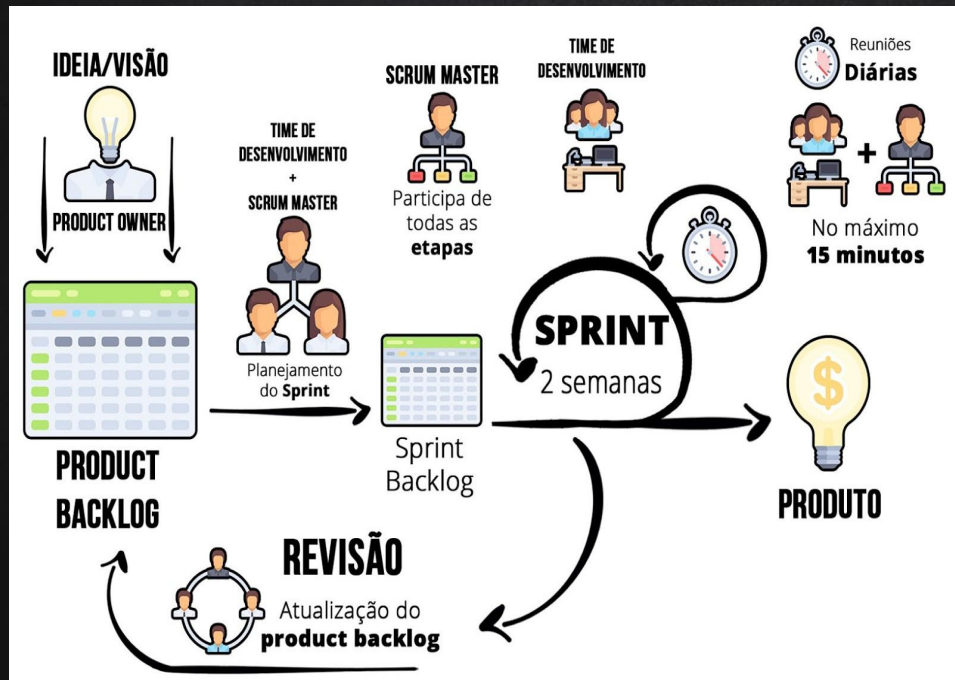 IDEIA/VISÃO
PRODUCT OWNER
TIME DE
DESENVOLVIMENTO
+
SCRUM MASTER
Planejamento
do Sprint
SCRUM MASTER
Participa de
todas as
etapas
TIME DE
DESENVOLVIMENTO
Reuniões
Diárias
+
No máximo
15 minutos
PRODUCT
BACKLOG
Sprint
Backlog
SPRINT
2 semanas
$
PRODUTO
REVISÃO
Atualização do
product backlog